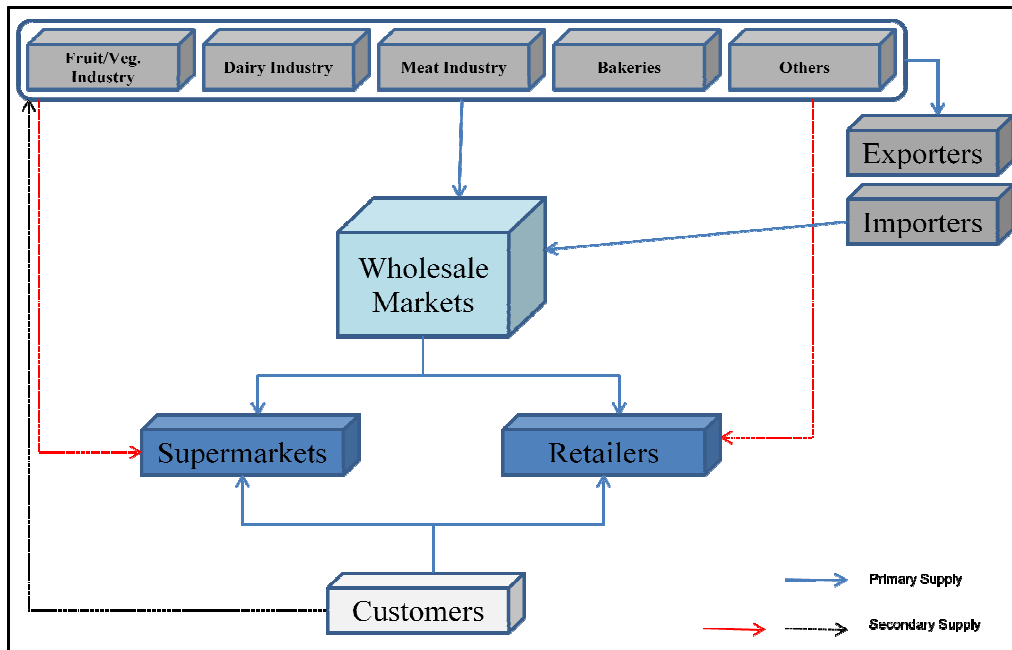 Fruit/Veg.
Industry
Dairy Industry
Meat Industry
Bakeries
Others
Exporters
Importers
Wholesale
Markets
Supermarkets
Retailers
Customers
Primary Supply
Secondary Supply